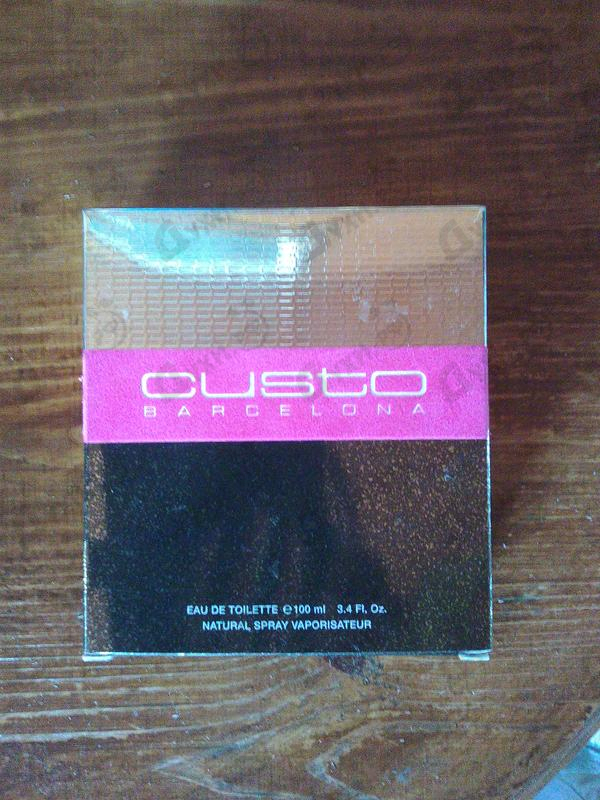 custo
BARCELONA
EAU DE TOILETTE ℮100 ml 3.4 Fl. Oz.
NATURAL SPRAY VAPORISATEUR